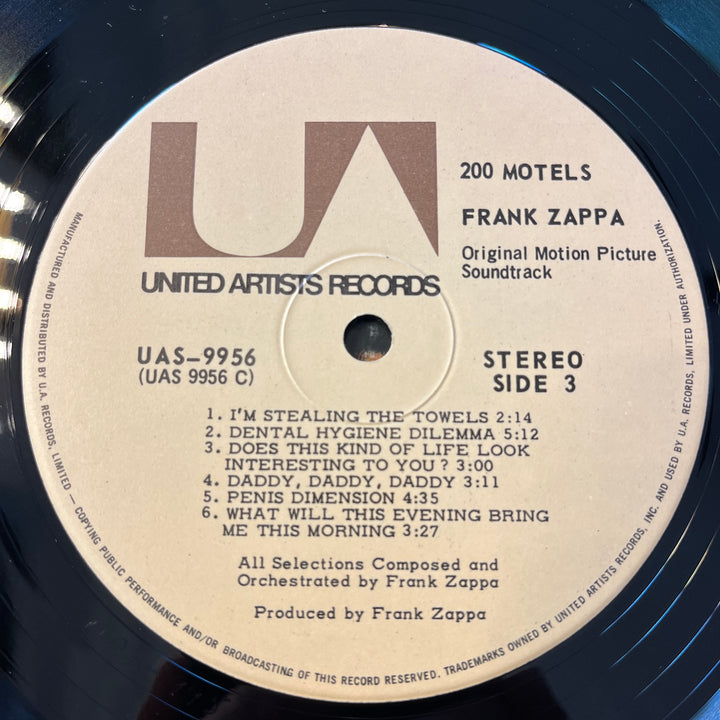 UA
200 MOTELS
FRANK ZAPPA
Original Motion Picture
Soundtrack
UNITED ARTISTS RECORDS
UAS-9956
(UAS 9956 C)
STEREO
SIDE 3
1. I'M STEALING THE TOWELS 2:14
2. DENTAL HYGIENE DILEMMA 5:12
3. DOES THIS KIND OF LIFE LOOK
INTERESTING TO YOU? 3:00
4. DADDY, DADDY, DADDY 3:11
5. PENIS DIMENSION 4:35
6. WHAT WILL THIS EVENING BRING
ME THIS MORNING 3:27
All Selections Composed and
Orchestrated by Frank Zappa
Produced by Frank Zappa
MANUFACTURED AND DISTRIBUTED BY U.A. RECORDS, LIMITED — COPYING PUBLIC PERFORMANCE AND/OR BROADCASTING OF THIS RECORD RESERVED. TRADEMARKS OWNED BY UNITED ARTISTS RECORDS, INC. AND USED BY U.A. RECORDS, LIMITED UNDER AUTHORIZATION.